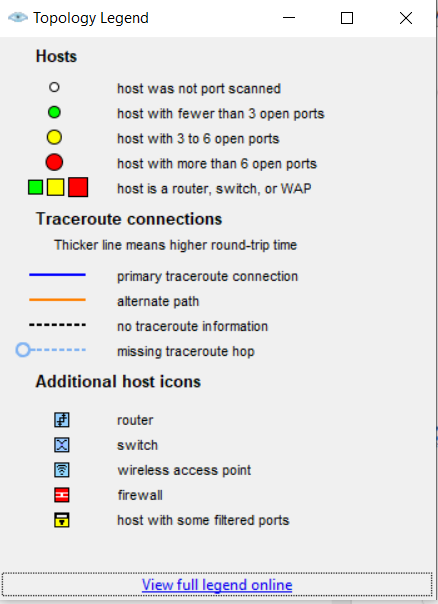 Topology Legend
Hosts
host was not port scanned
host with fewer than 3 open ports
host with 3 to 6 open ports
host with more than 6 open ports
host is a router, switch, or WAP
Traceroute connections
Thicker line means higher round-trip time
primary traceroute connection
alternate path
no traceroute information
missing traceroute hop
Additional host icons
router
switch
wireless access point
firewall
host with some filtered ports
View full legend online